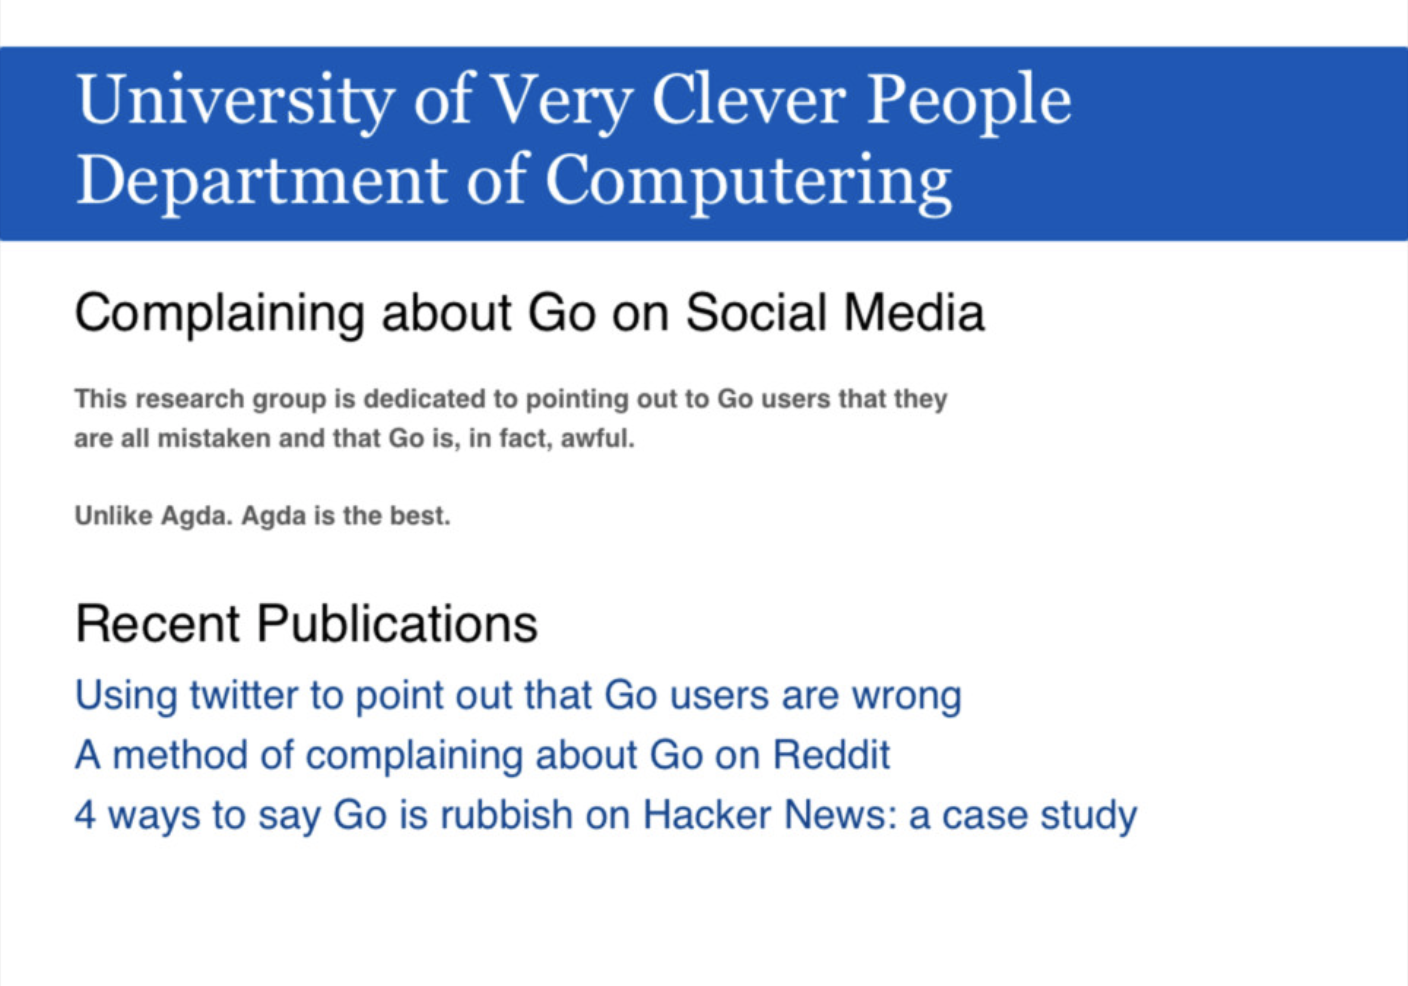 University of Very Clever People
Department of Computering
Complaining about Go on Social Media
This research group is dedicated to pointing out to Go users that they
are all mistaken and that Go is, in fact, awful.
Unlike Agda. Agda is the best.
Recent Publications
Using twitter to point out that Go users are wrong
A method of complaining about Go on Reddit
4 ways to say Go is rubbish on Hacker News: a case study